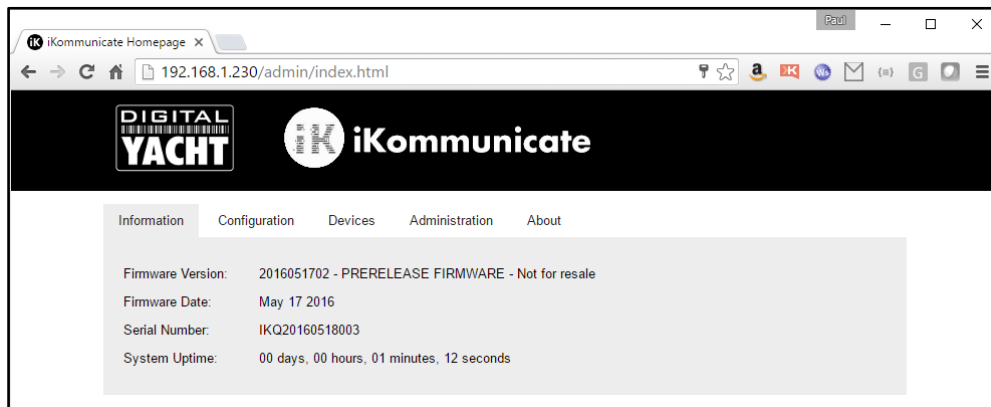 Paul
iK iKommunicate Homepage
192.168.1.230/admin/index.html
DIGITAL
YACHT
iK iKommunicate
Information Configuration Devices Administration About
Firmware Version: 2016051702 - PRERELEASE FIRMWARE - Not for resale
Firmware Date: May 17 2016
Serial Number: IKQ20160518003
System Uptime: 00 days, 00 hours, 01 minutes, 12 seconds